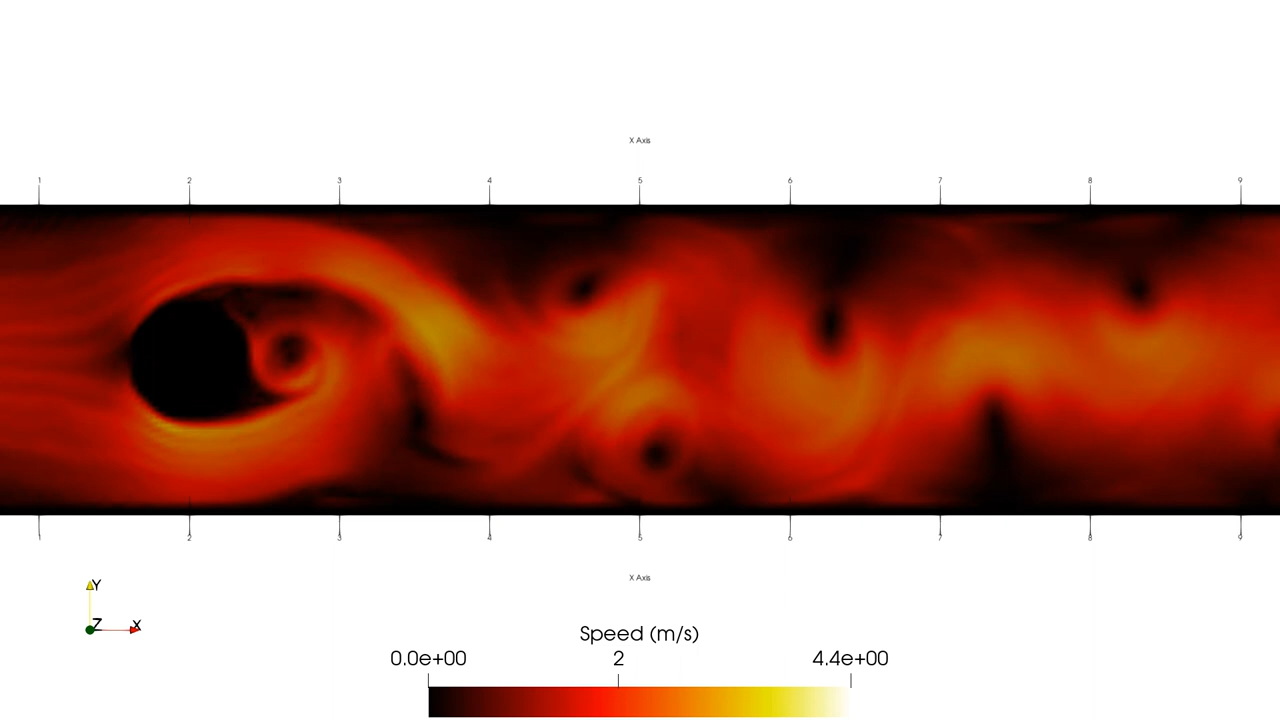 X Axis
1 2 3 4 5 6 7 8 9
1 2 3 4 5 6 7 8 9
X Axis
Y
Z X
Speed (m/s)
0.0e+00 2 4.4e+00